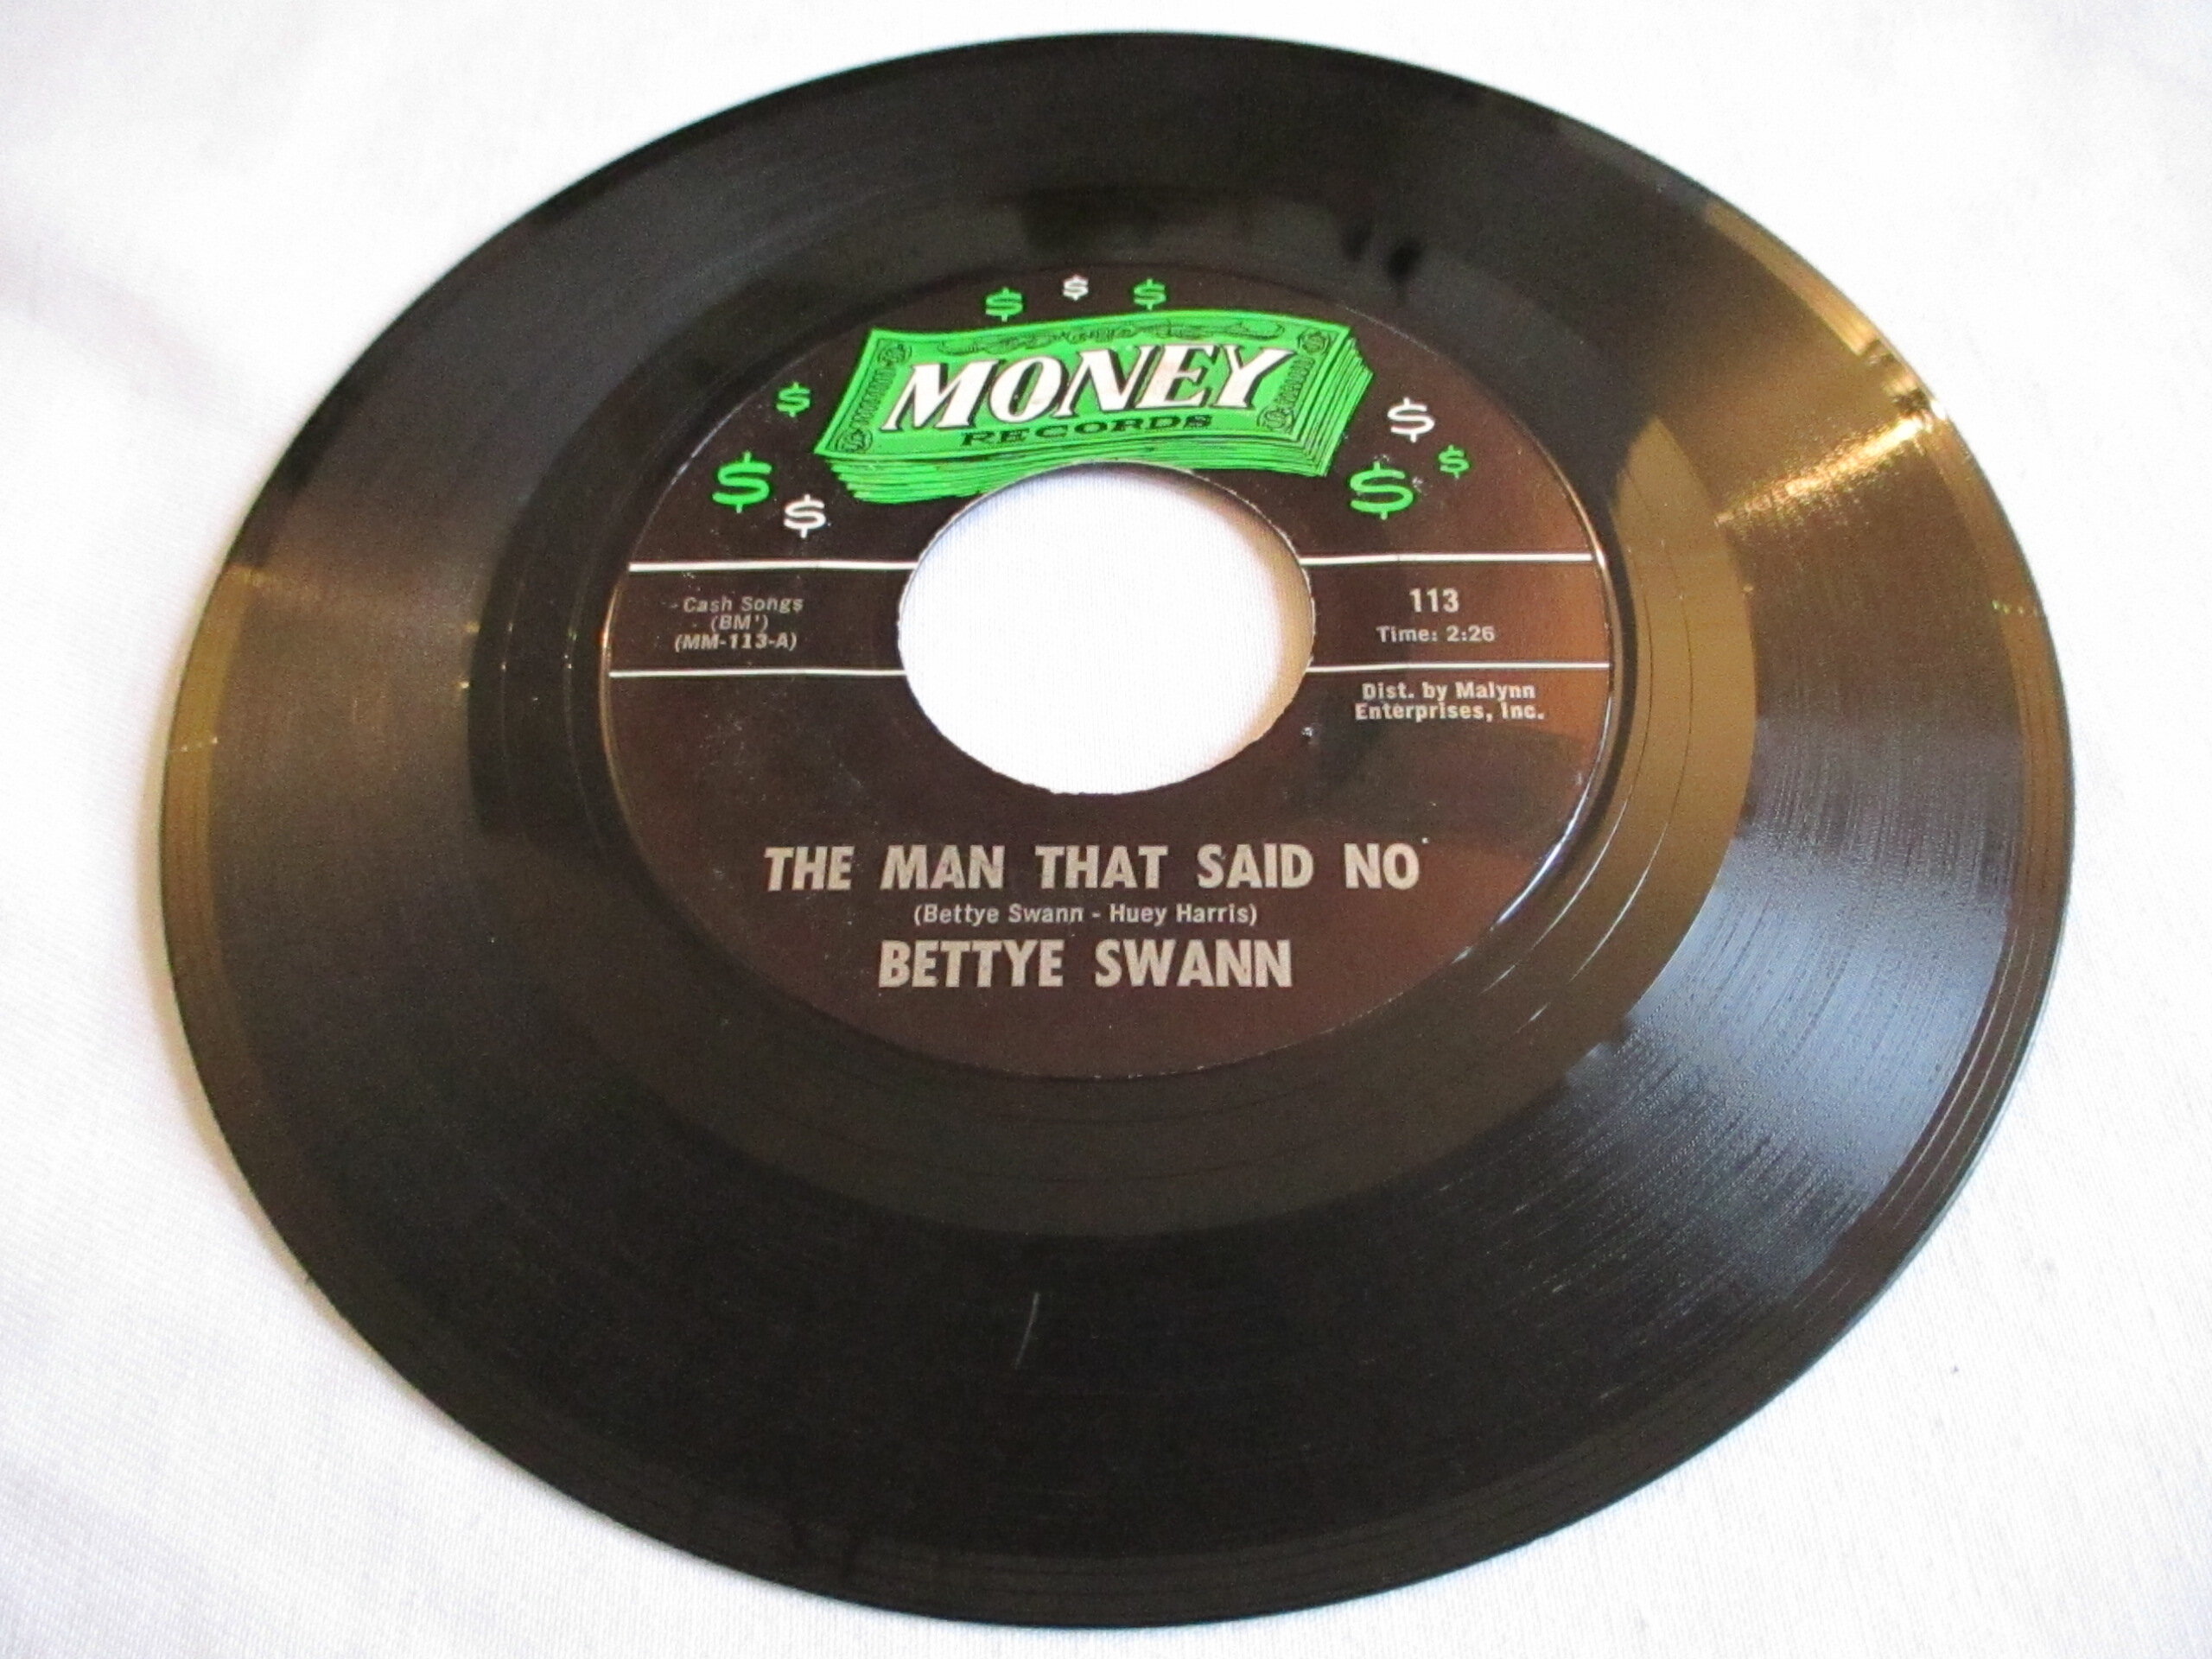 $ $ $
MONEY
RECORDS
$ $
$ $
$ $
Cash Songs
(MM-113-A)
113
Time: 2:26
Dist. by Malynn
Enterprises, Inc.
THE MAN THAT SAID NO
(Bettye Swann - Huey Harris)
BETTYE SWANN